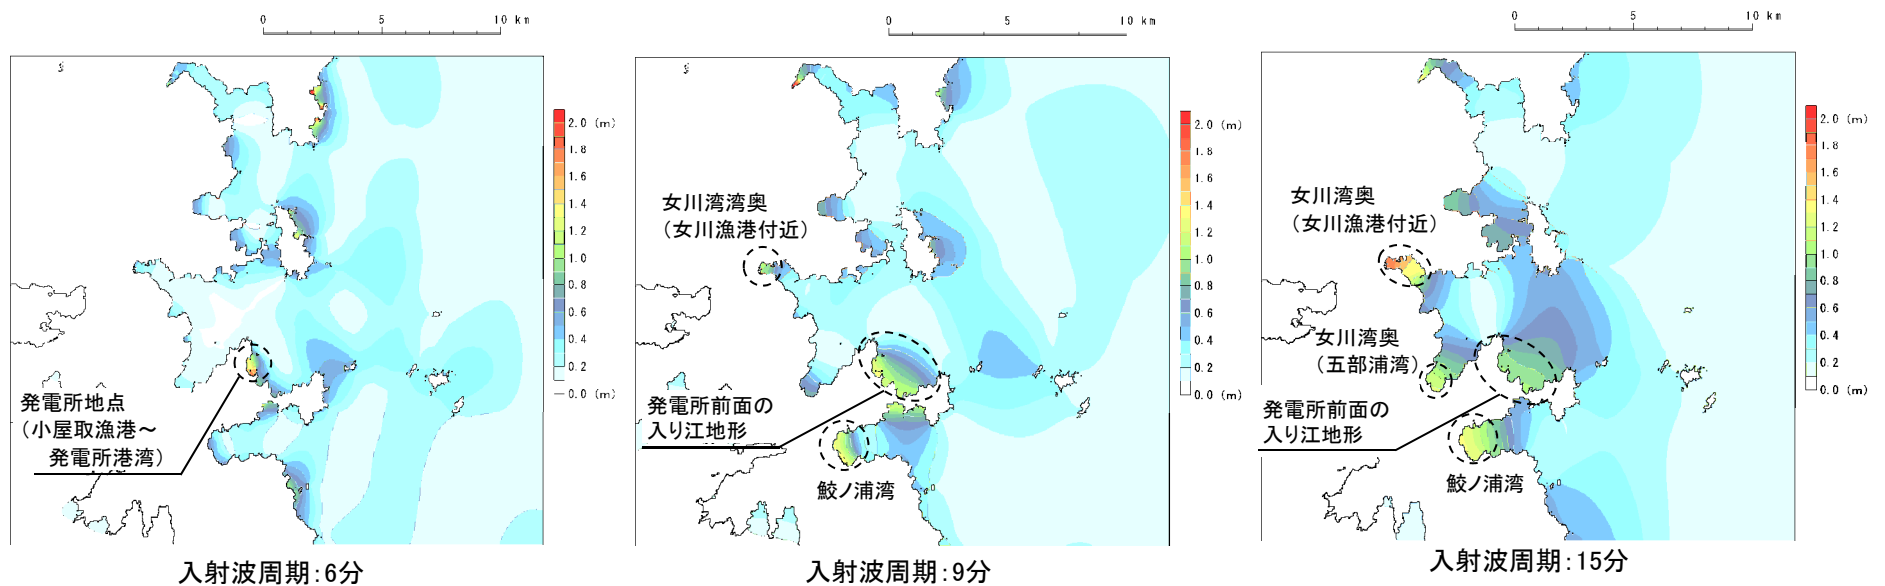 0 5 10 km
2.0 (m)
1.8
1.6
1.4
1.2
1.0
0.8
0.6
0.4
0.2
0.0 (m)
発電所地点
（小屋取漁港～
発電所港湾）
入射波周期：6分
0 5 10 km
2.0 (m)
1.8
1.6
1.4
1.2
1.0
0.8
0.6
0.4
0.2
0.0 (m)
女川湾湾奥
（女川漁港付近）
発電所前面の
入り江地形
鮫ノ浦湾
入射波周期：9分
0 5 10 km
2.0 (m)
1.8
1.6
1.4
1.2
1.0
0.8
0.6
0.4
0.2
0.0 (m)
女川湾奥
（女川漁港付近）
女川湾奥
（五部浦湾）
発電所前面の
入り江地形
鮫ノ浦湾
入射波周期：15分